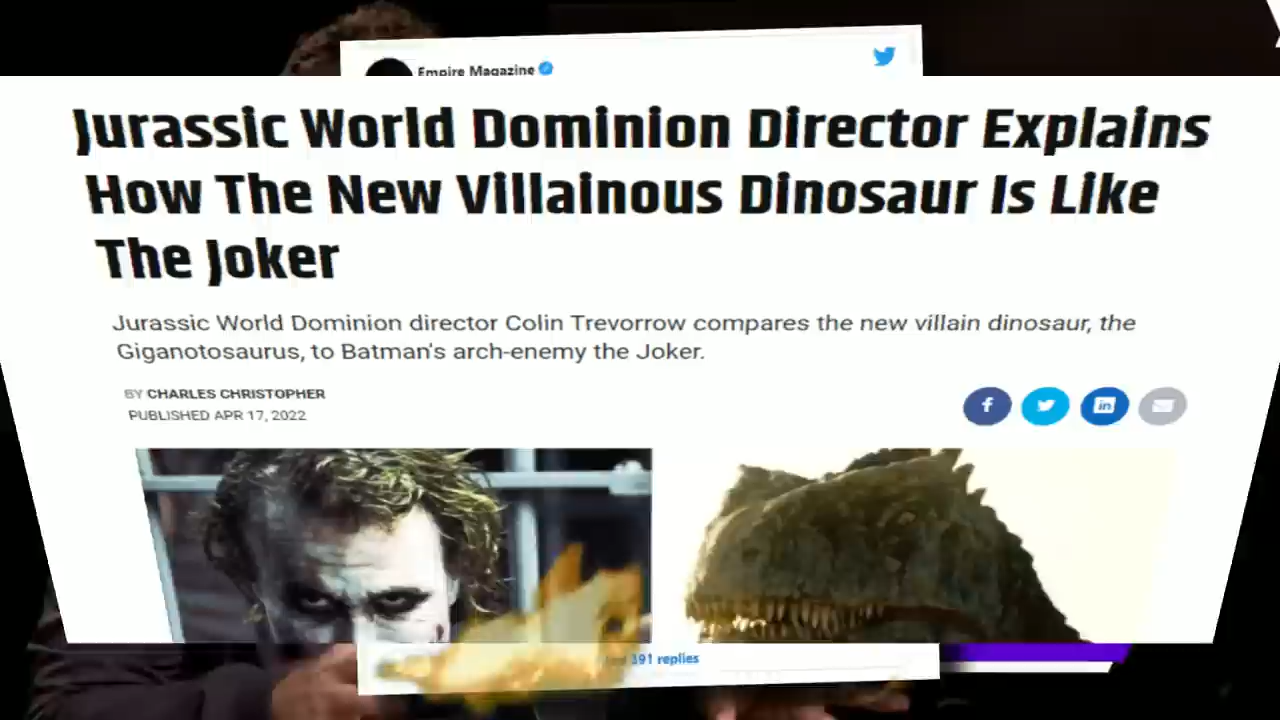 Empire Magazine
Jurassic World Dominion Director Explains
How The New Villainous Dinosaur Is Like
The Joker
Jurassic World Dominion director Colin Trevorrow compares the new villain dinosaur, the
Giganotosaurus, to Batman's arch-enemy the Joker.
BY CHARLES CHRISTOPHER
PUBLISHED APR 17, 2022
f
in
391 replies